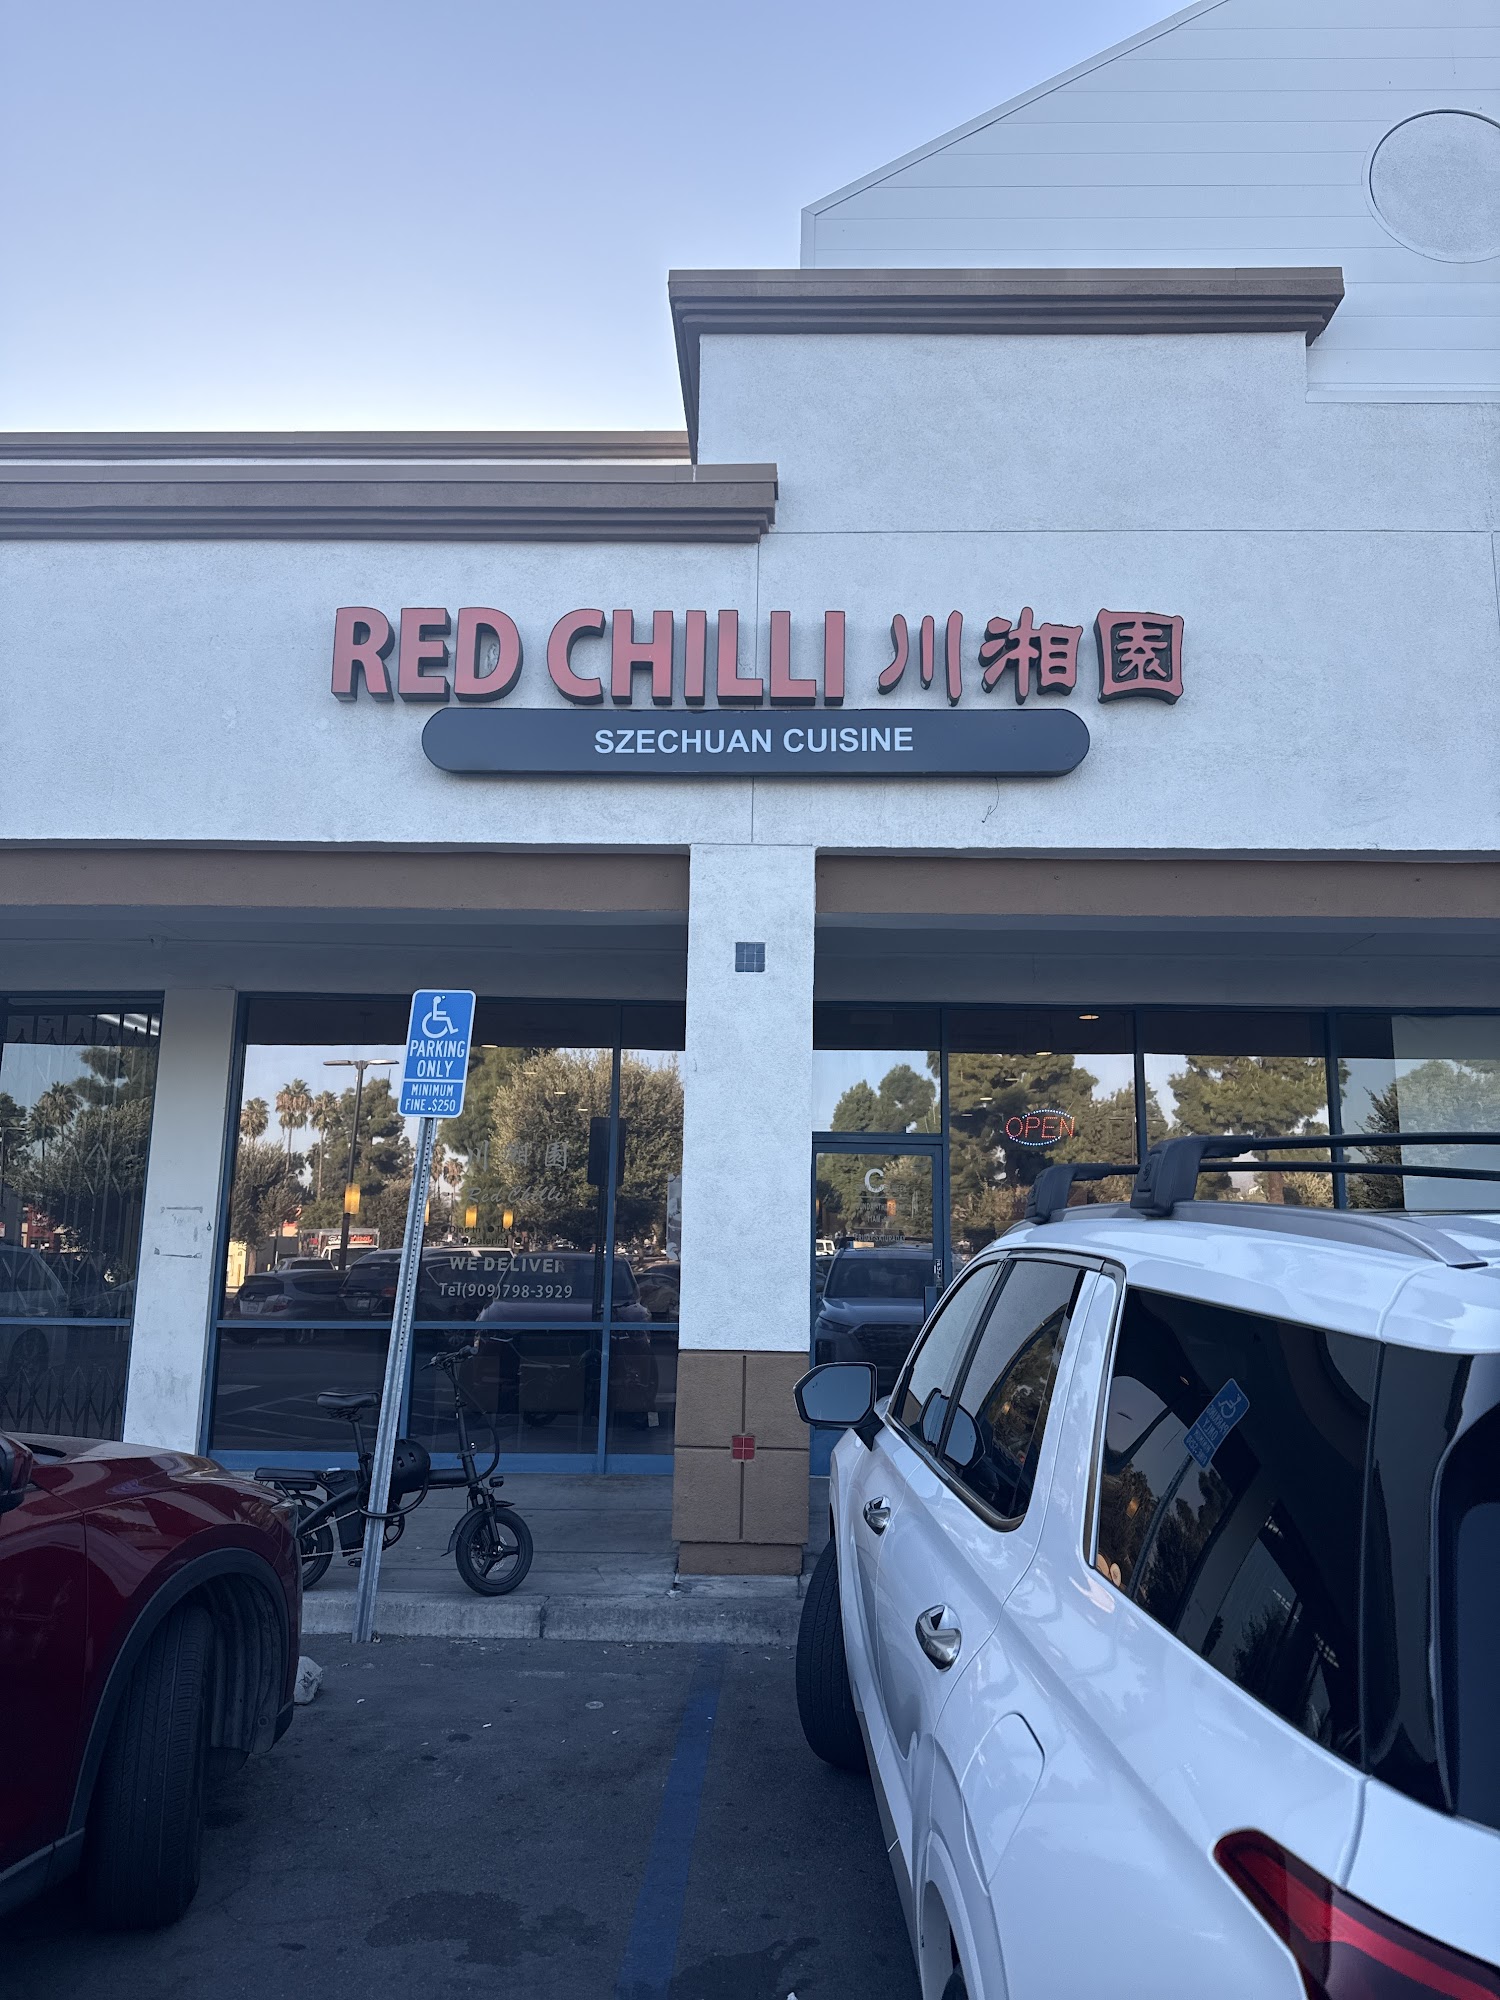 RED CHILLI 川湘園
SZECHUAN CUISINE
PARKING
ONLY
MINIMUM
FINE $250
OPEN
川湘園
Red Chilli
C
WE DELIVER
Tel(909)798-3929